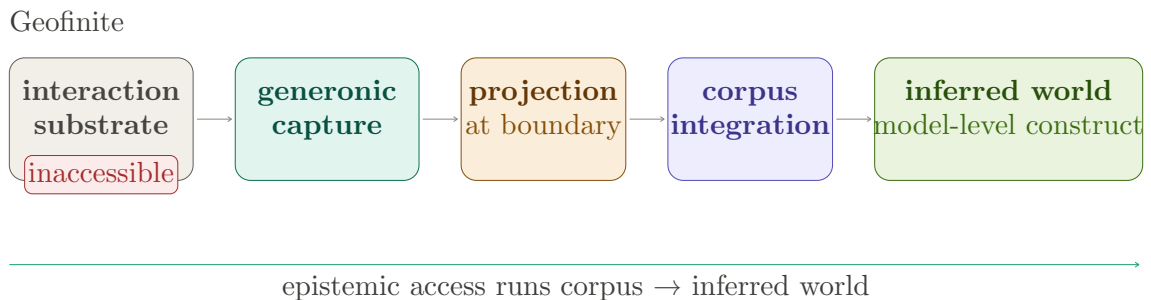 Geofinite
interaction
substrate
inaccessible
generonic
capture
projection
at boundary
corpus
integration
inferred world
model-level construct
epistemic access runs corpus → inferred world